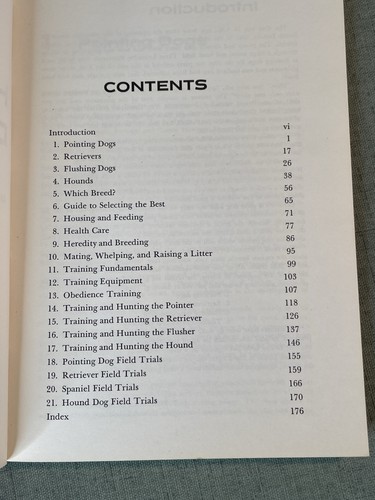 CONTENTS
Introduction vi
1. Pointing Dogs 1
2. Retrievers 17
3. Flushing Dogs 26
4. Hounds 38
5. Which Breed? 56
6. Guide to Selecting the Best 65
7. Housing and Feeding 71
8. Health Care 77
9. Heredity and Breeding 86
10. Mating, Whelping, and Raising a Litter 95
11. Training Fundamentals 99
12. Training Equipment 103
13. Obedience Training 107
14. Training and Hunting the Pointer 118
15. Training and Hunting the Retriever 126
16. Training and Hunting the Flusher 137
17. Training and Hunting the Hound 146
18. Pointing Dog Field Trials 155
19. Retriever Field Trials 159
20. Spaniel Field Trials 166
21. Hound Dog Field Trials 170
Index 176